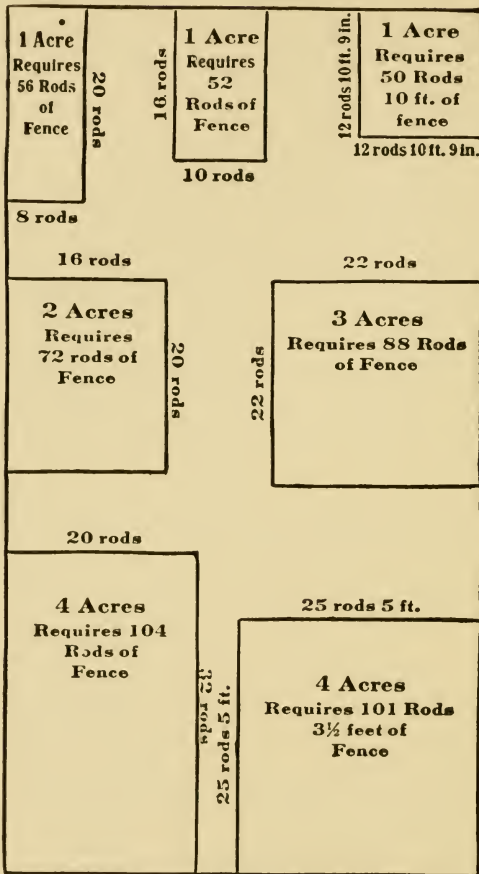 1 Acre
Requires
56 Rods
of
Fence
20 rods
8 rods
16 rods
1 Acre
Requires
52
Rods of
Fence
10 rods
12 rods 10 ft. 9 in.
1 Acre
Requires
50 Rods
10 ft. of
fence
12 rods 10 ft. 9 in.
16 rods
2 Acres
Requires
72 rods of
Fence
20 rods
22 rods
22 rods
3 Acres
Requires 88 Rods
of Fence
20 rods
4 Acres
Requires 104
Rods of
Fence
32 rods
25 rods 5 ft.
25 rods 5 ft.
4 Acres
Requires 101 Rods
3½ feet of
Fence